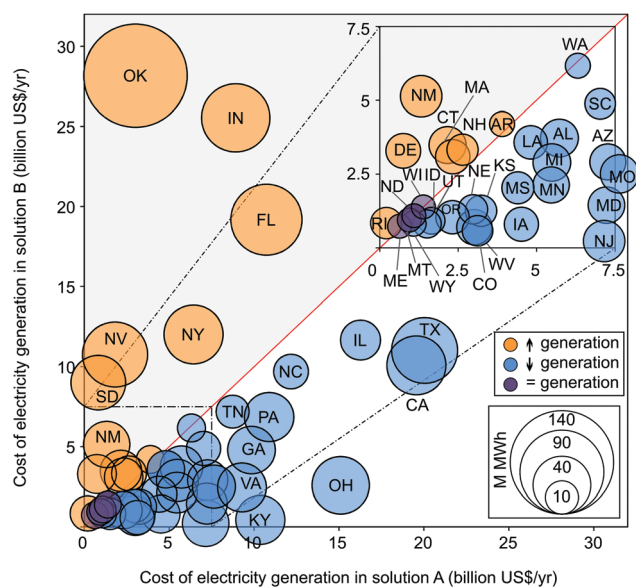 Cost of electricity generation in solution B (billion US$/yr)
30
25
20
15
10
5
0
0
5
10
15
20
25
30
Cost of electricity generation in solution A (billion US$/yr)
OK
IN
FL
NV
NY
SD
NM
IL
TX
CA
NC
TN
PA
GA
VA
OH
KY
7.5
5
2.5
0
2.5
5
7.5
WA
MA
NM
CT
NH
AR
SC
DE
LA
AL
AZ
WI
ID
UT
NE
KS
MI
MO
ND
MS
MN
MD
RI
OR
IA
NJ
ME
MT
WY
CO
WV
↑ generation
↓ generation
= generation
M MWh
140
90
40
10